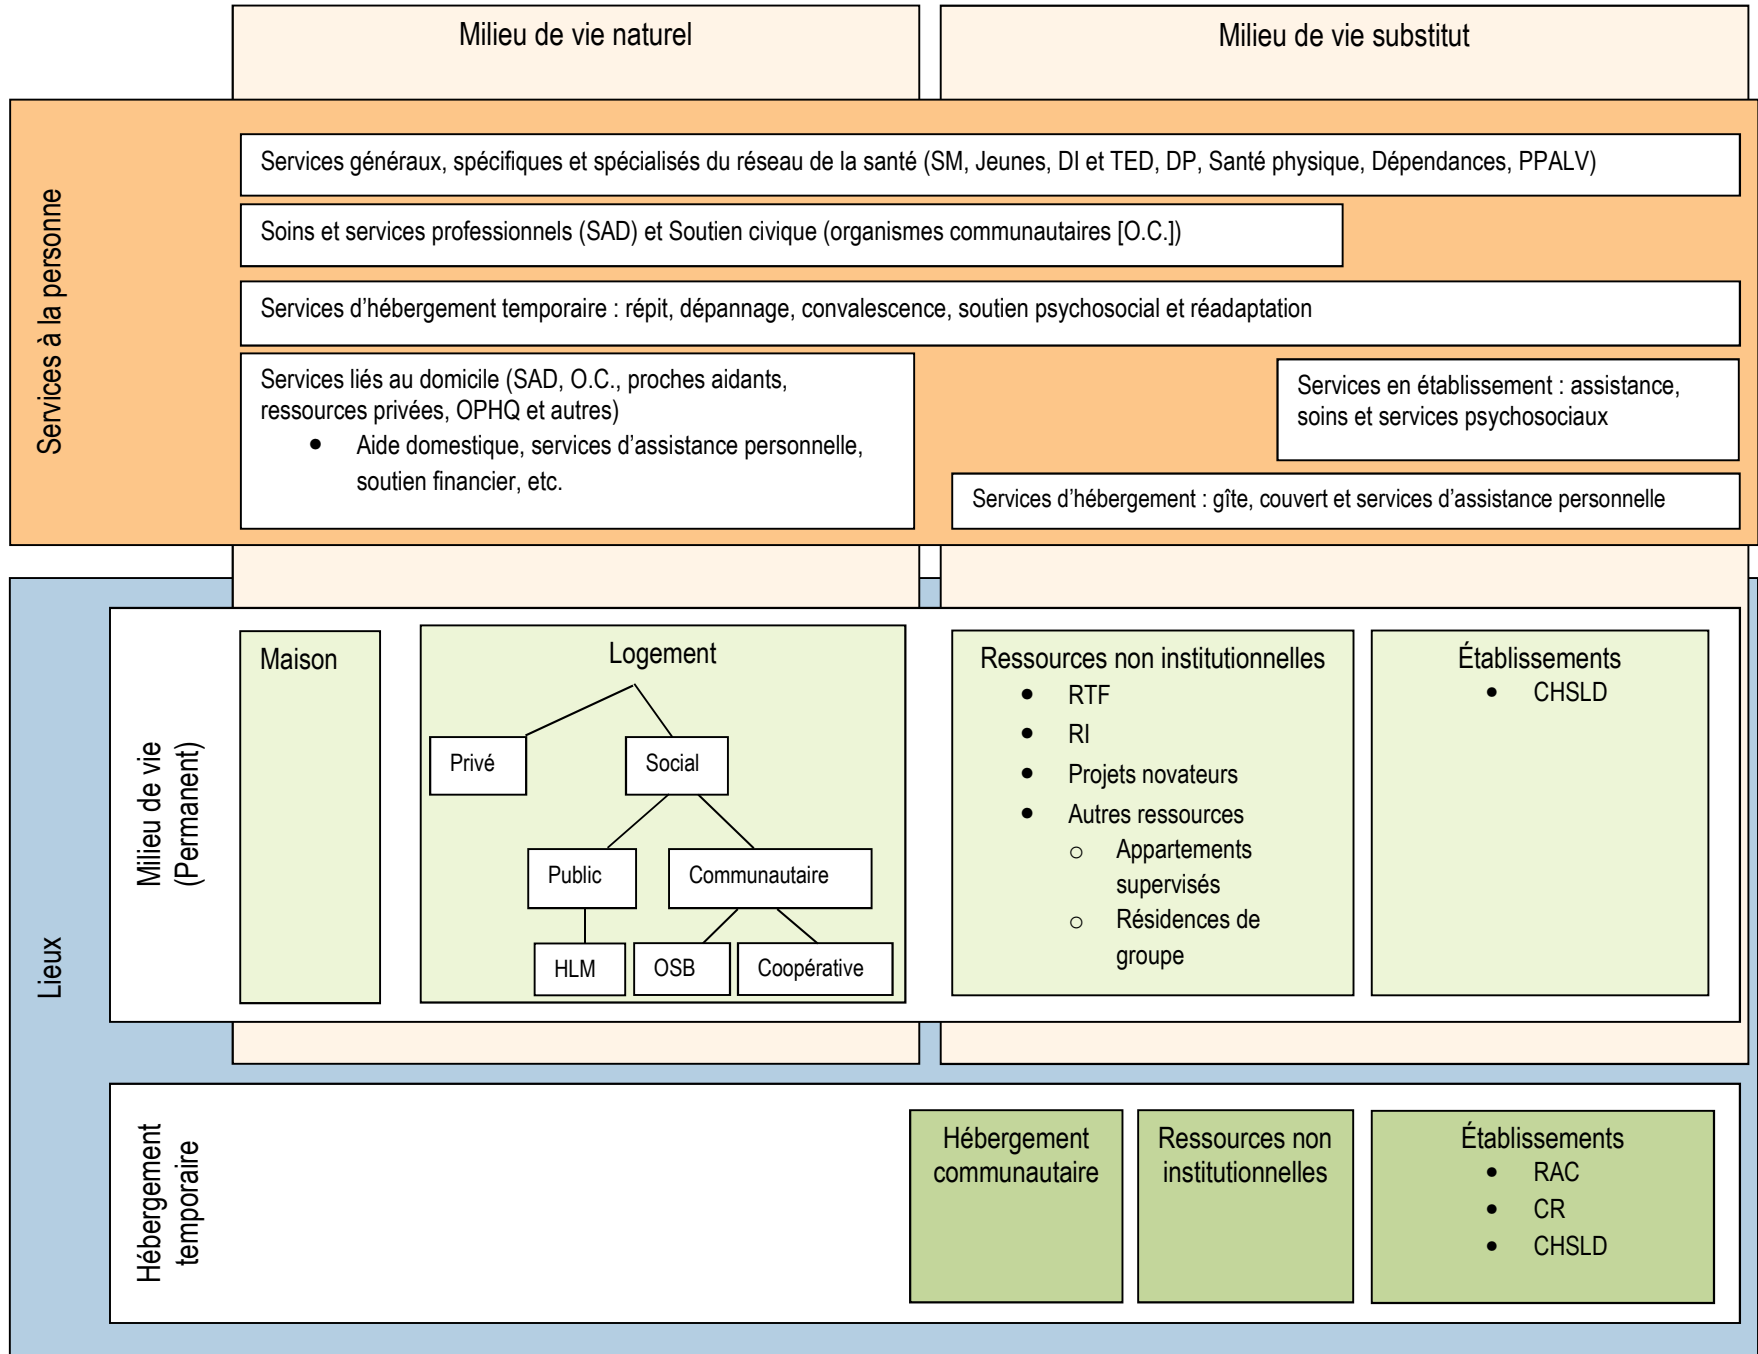 Milieu de vie naturel
Milieu de vie substitut
Services à la personne
Services généraux, spécifiques et spécialisés du réseau de la santé (SM, Jeunes, DI et TED, DP, Santé physique, Dépendances, PPALV)
Soins et services professionnels (SAD) et Soutien civique (organismes communautaires [O.C.])
Services d’hébergement temporaire : répit, dépannage, convalescence, soutien psychosocial et réadaptation
Services liés au domicile (SAD, O.C., proches aidants,
ressources privées, OPHQ et autres)
• Aide domestique, services d’assistance personnelle,
soutien financier, etc.
Services en établissement : assistance,
soins et services psychosociaux
Services d’hébergement : gîte, couvert et services d’assistance personnelle
Lieux
Milieu de vie
(Permanent)
Maison
Logement
Privé
Social
Public
Communautaire
HLM
OSB
Coopérative
Ressources non institutionnelles
• RTF
• RI
• Projets novateurs
• Autres ressources
o Appartements
supervisés
o Résidences de
groupe
Établissements
• CHSLD
Hébergement
temporaire
Hébergement
communautaire
Ressources non
institutionnelles
Établissements
• RAC
• CR
• CHSLD